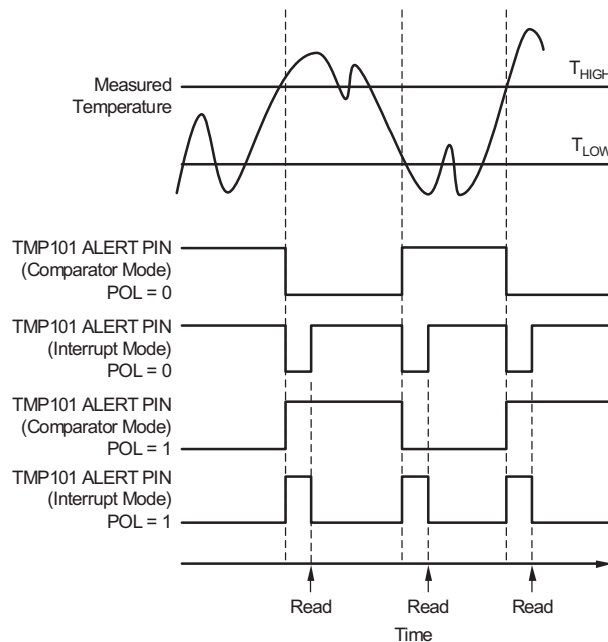 Measured
Temperature
THIGH
TLOW
TMP101 ALERT PIN
(Comparator Mode)
POL = 0
TMP101 ALERT PIN
(Interrupt Mode)
POL = 0
TMP101 ALERT PIN
(Comparator Mode)
POL = 1
TMP101 ALERT PIN
(Interrupt Mode)
POL = 1
Read Read Read
Time